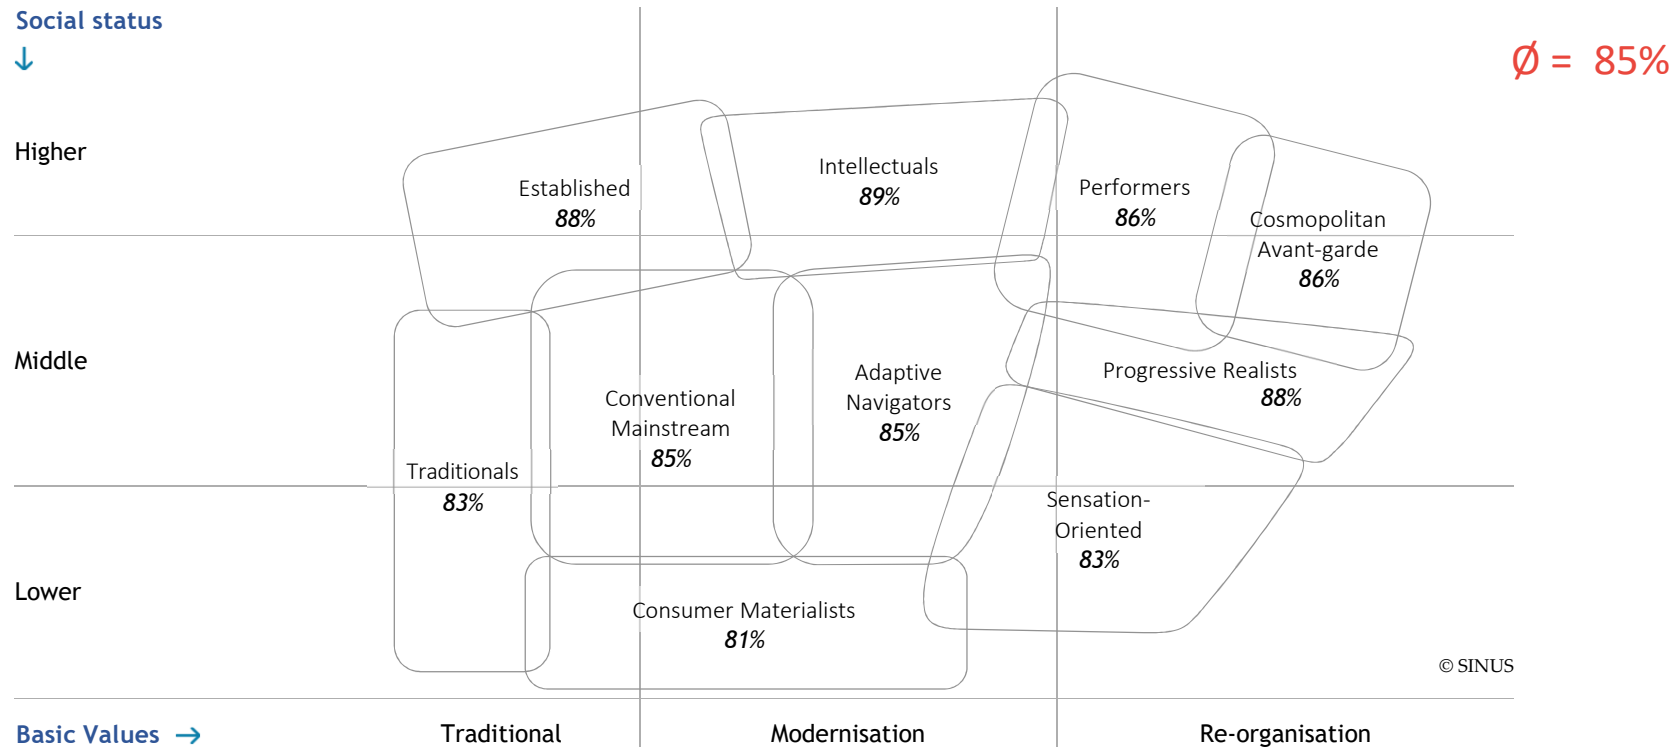 Social status
↓
Ø = 85%
Higher
Established
88%
Intellectuals
89%
Performers
86%
Cosmopolitan
Avant-garde
86%
Middle
Traditionals
83%
Conventional
Mainstream
85%
Adaptive
Navigators
85%
Progressive Realists
88%
Sensation-
Oriented
83%
Lower
Consumer Materialists
81%
© SINUS
Basic Values →
Traditional
Modernisation
Re-organisation